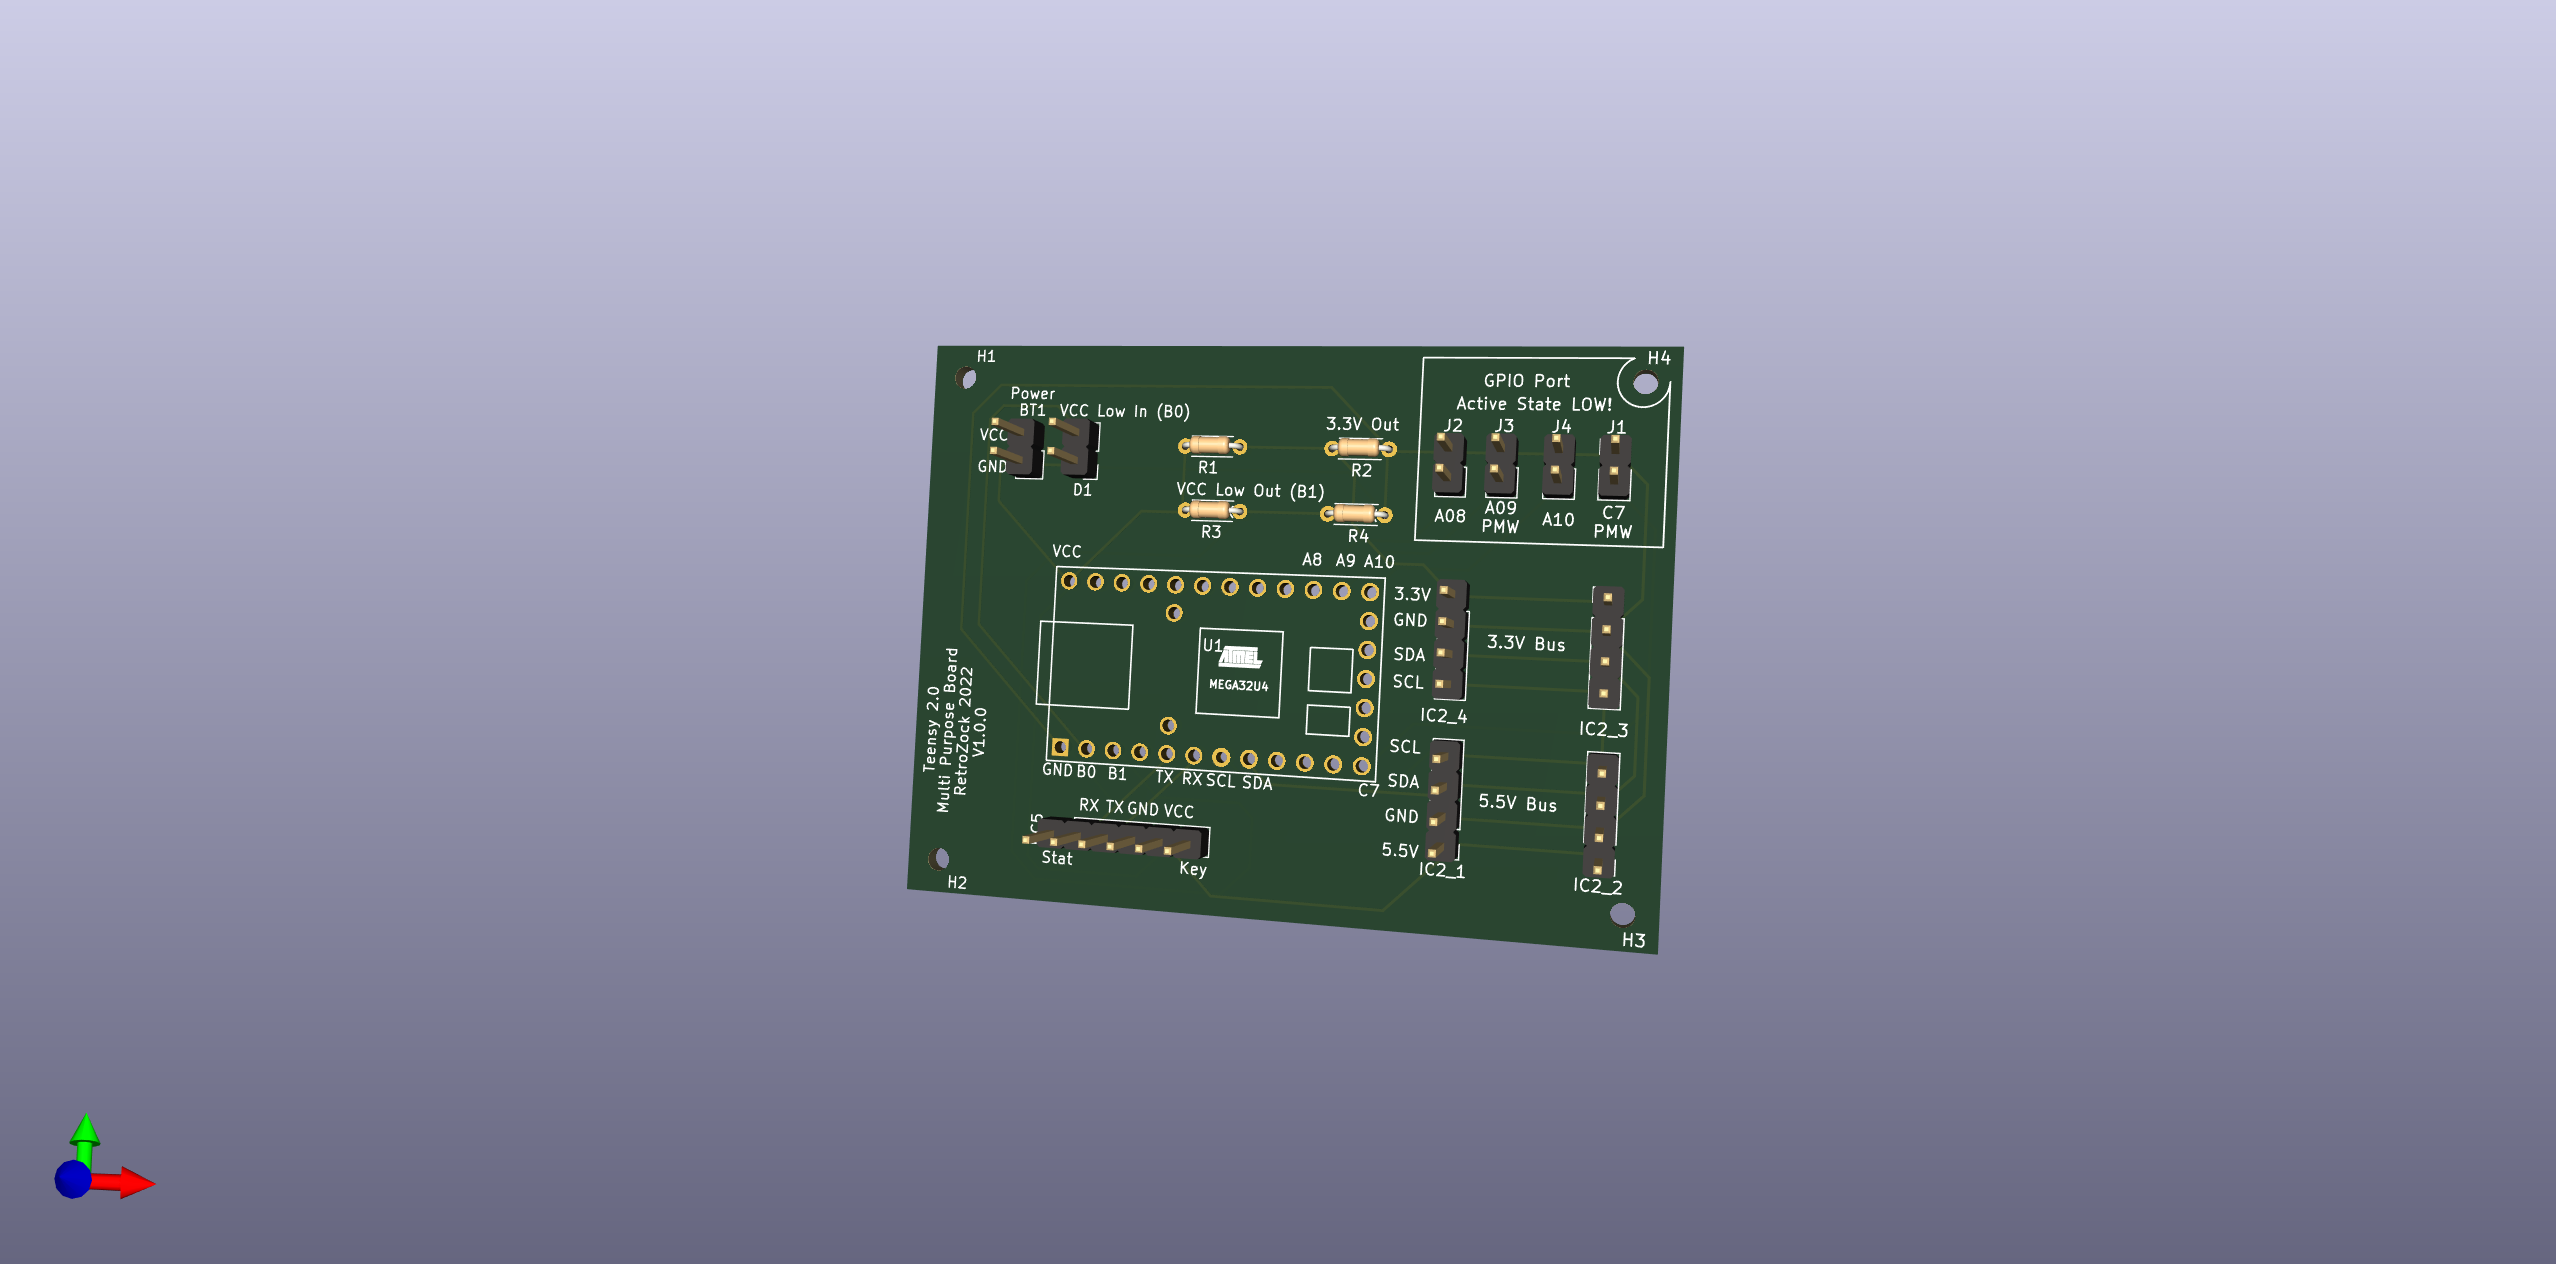 H1
H4
Power
BT1
VCC Low In (B0)
VCC
GND
D1
R1
3.3V Out
R2
VCC Low Out (B1)
R3
R4
GPIO Port
Active State LOW!
J2 J3 J4 J1
A08
A09
PMW
A10
C7
PMW
VCC
A8 A9 A10
U1
ATMEL
MEGA32U4
GND B0 B1 TX RX SCL SDA
C7
3.3V
GND
SDA
SCL
3.3V Bus
IC2_4
IC2_3
SCL
SDA
GND
5.5V
5.5V Bus
IC2_1
IC2_2
Teensy 2.0
Multi Purpose Board
RetroZock 2022
V1.0.0
RX TX GND VCC
Stat
Key
H2
H3